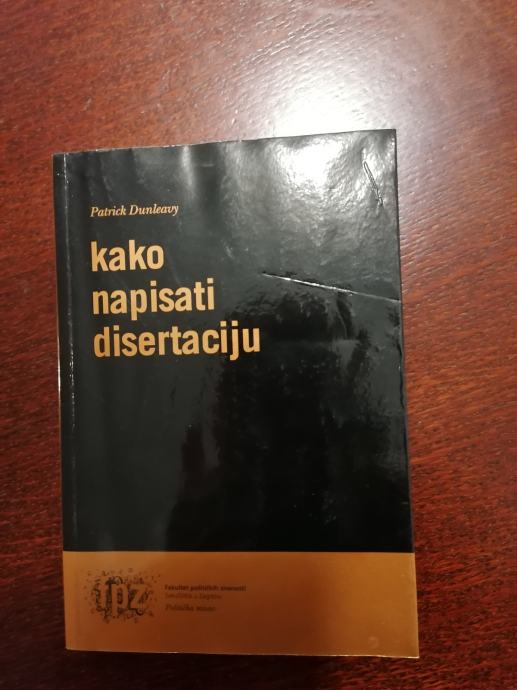 Patrick Dunleavy
kako
napisati
disertaciju
fpz
Fakultet političkih znanosti
Sveučilišta u Zagrebu
Politička misao